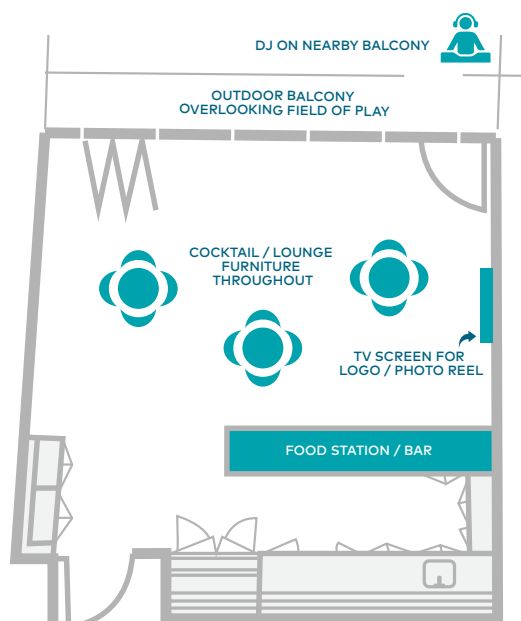 DJ ON NEARBY BALCONY
OUTDOOR BALCONY
OVERLOOKING FIELD OF PLAY
COCKTAIL / LOUNGE
FURNITURE
THROUGHOUT
TV SCREEN FOR
LOGO / PHOTO REEL
FOOD STATION / BAR